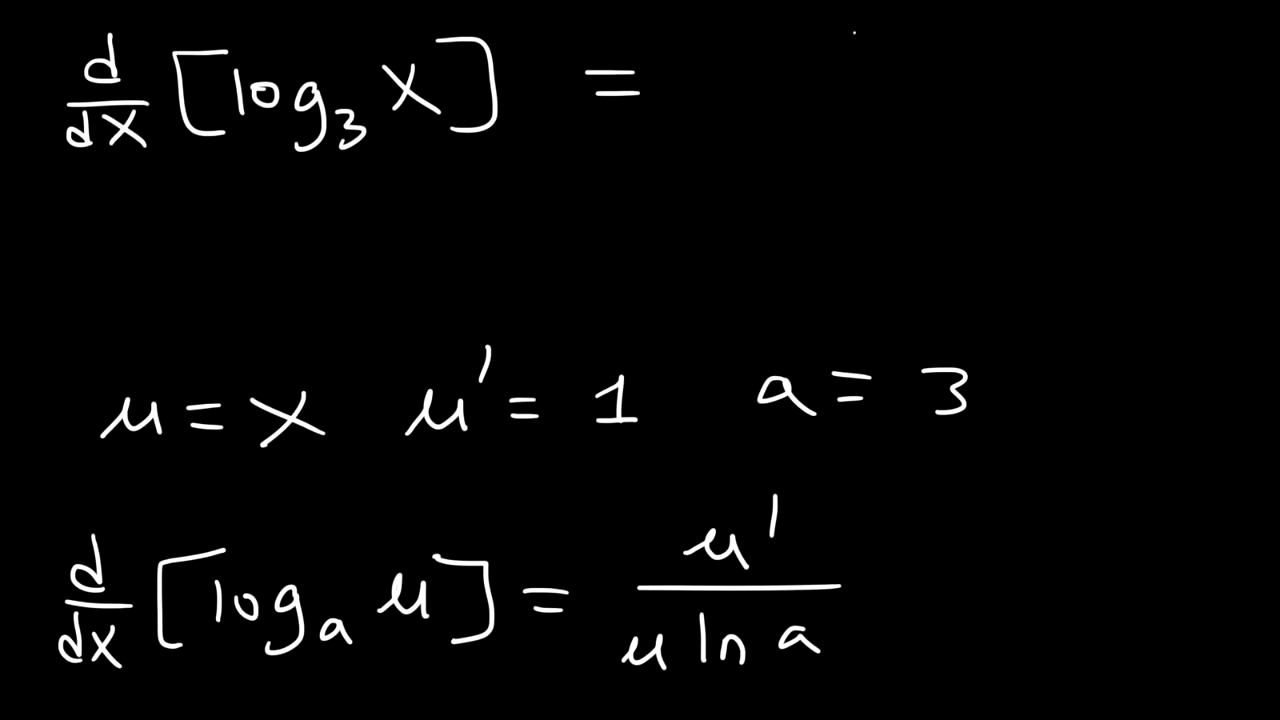 d/dx [log₃ x] =
u = x u' = 1 a = 3
d/dx [logₐ u] = u' / u ln a